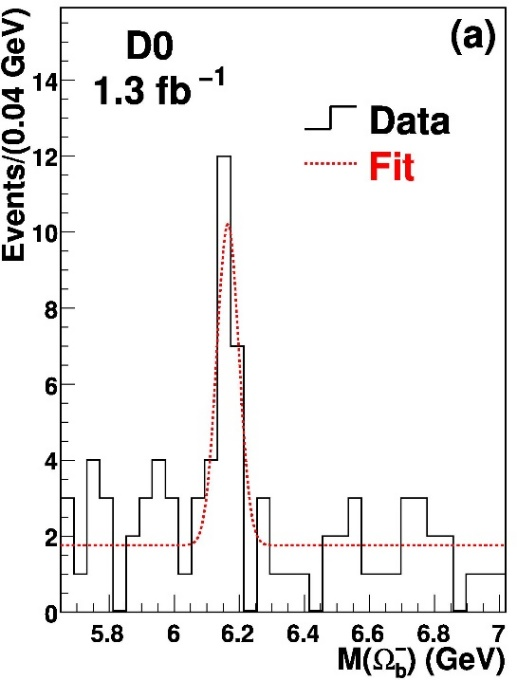 (a)
D0
1.3 fb⁻¹
Data
Fit
Events/(0.04 GeV)
14
12
10
8
6
4
2
0
5.8 6 6.2 6.4 6.6 6.8 7
M(Ω_b⁻) (GeV)